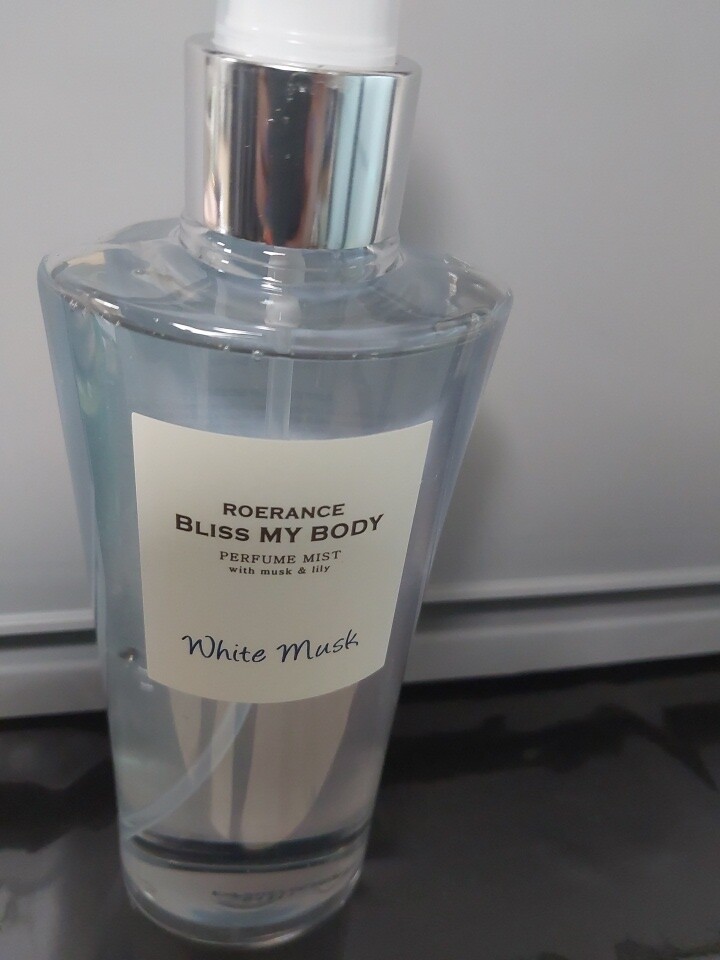 ROERANCE
BLISS MY BODY
PERFUME MIST
with musk & lily
White Musk